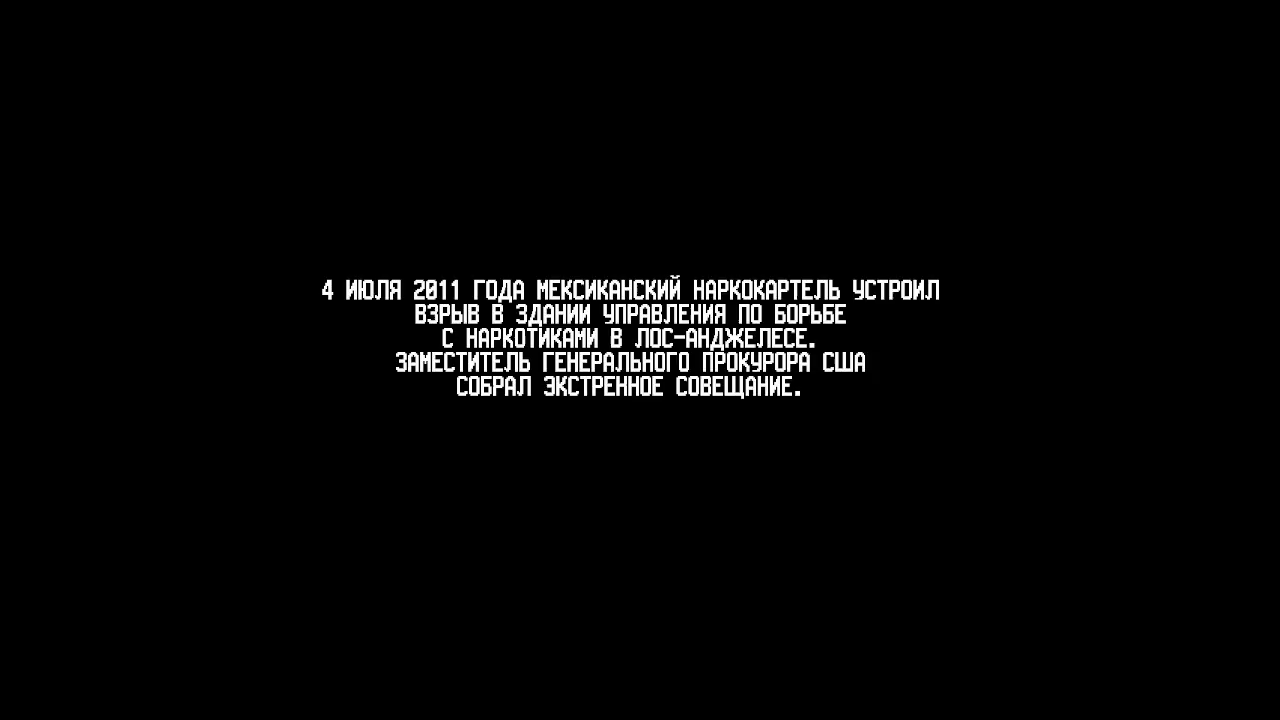 4 ИЮЛЯ 2011 ГОДА МЕКСИКАНСКИЙ НАРКОКАРТЕЛЬ УСТРОИЛ
ВЗРЫВ В ЗДАНИИ УПРАВЛЕНИЯ ПО БОРЬБЕ
С НАРКОТИКАМИ В ЛОС-АНДЖЕЛЕСЕ.
ЗАМЕСТИТЕЛЬ ГЕНЕРАЛЬНОГО ПРОКУРОРА США
СОБРАЛ ЭКСТРЕННОЕ СОВЕЩАНИЕ.